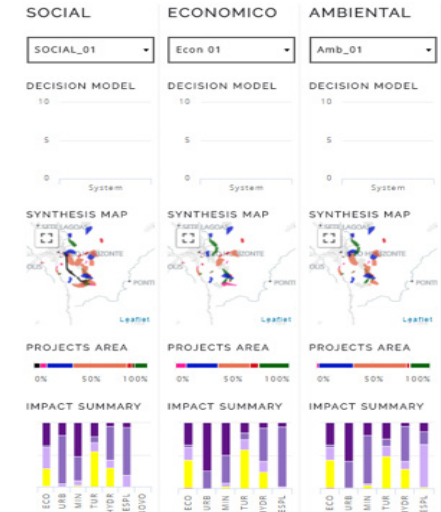 SOCIAL ECONOMICO AMBIENTAL
SOCIAL_01 Econ 01 Amb_01
DECISION MODEL DECISION MODEL DECISION MODEL
10 10 10
5 5 5
0 0 0
System System System
SYNTHESIS MAP SYNTHESIS MAP SYNTHESIS MAP
Leaflet Leaflet Leaflet
PROJECTS AREA PROJECTS AREA PROJECTS AREA
0% 50% 100% 0% 50% 100% 0% 50% 100%
IMPACT SUMMARY IMPACT SUMMARY IMPACT SUMMARY
ECO URB MIN TUR HYDR ESPL NOVO ECO URB MIN TUR HYDR ESPL ECO URB MIN TUR HYDR ESPL